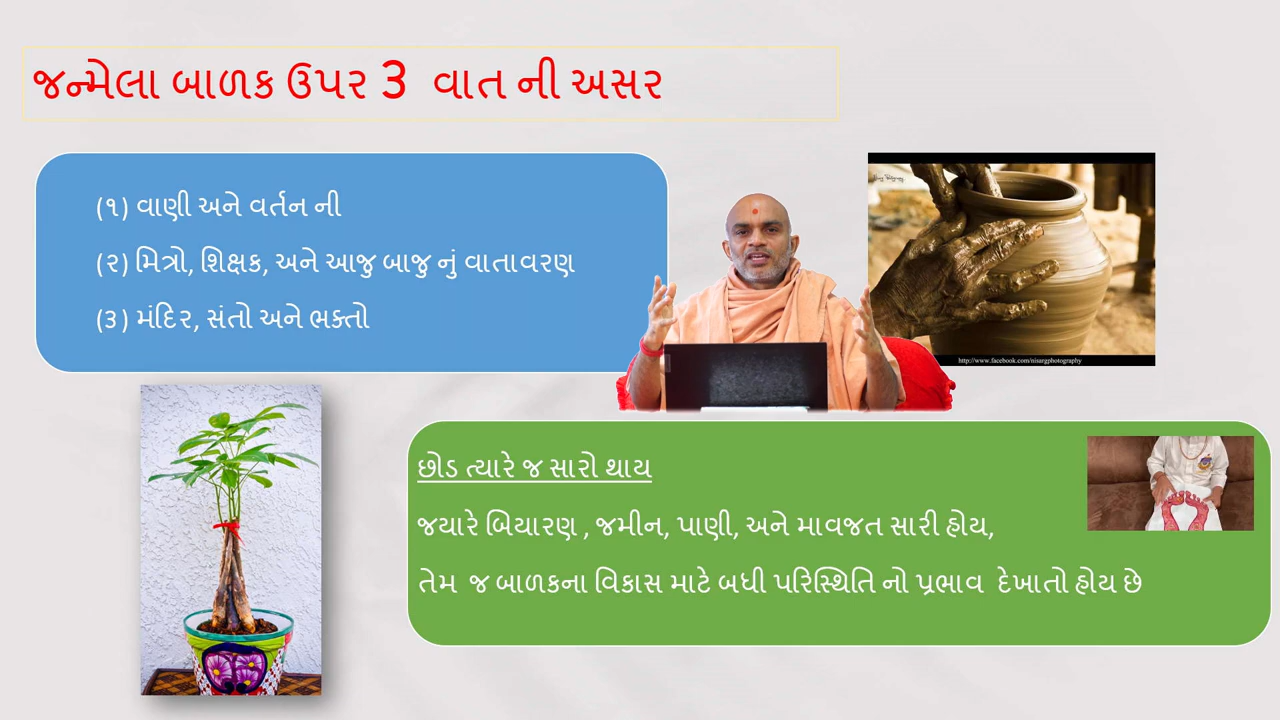 જન્મેલા બાળક ઉપર 3 વાત ની અસર
(૧) વાણી અને વર્તન ની
(૨) મિત્રો, શિક્ષક, અને આજુ બાજુ નું વાતાવરણ
(૩) મંદિર, સંતો અને ભક્તો
http://www.facebook.com/nisargphotography
છોડ ત્યારે જ સારો થાય
જયારે બિયારણ , જમીન, પાણી, અને માવજત સારી હોય,
તેમ જ બાળકના વિકાસ માટે બધી પરિસ્થિતિ નો પ્રભાવ દેખાતો હોય છે